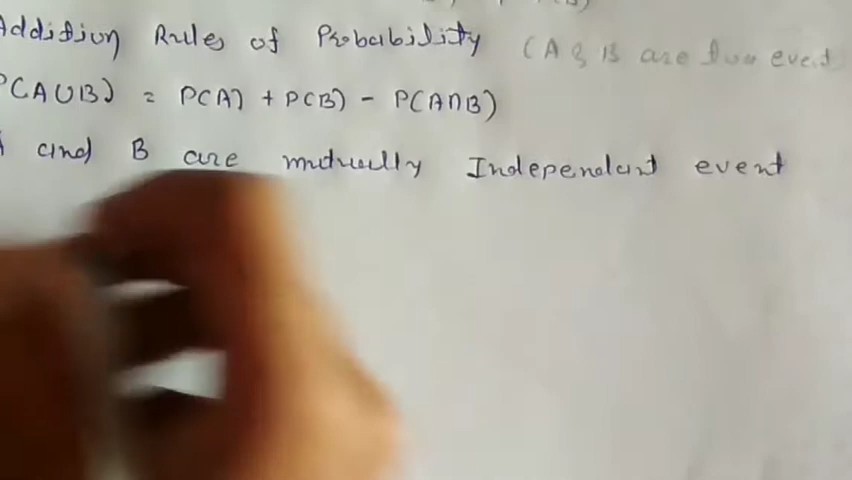 Addition Rules of Probability (A & B are two event
P(A∪B) = P(A) + P(B) - P(A∩B)
and B are mutually Independent event